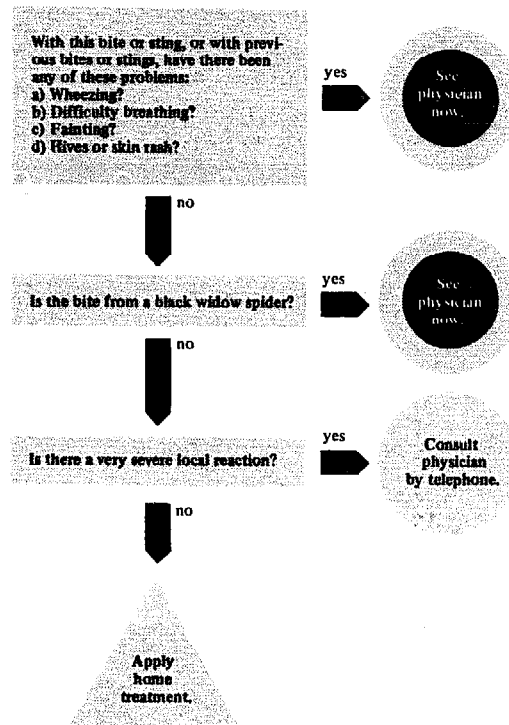 With this bite or sting, or with previ-
ous bites or stings, have there been
any of these problems:
a) Wheezing?
b) Difficulty breathing?
c) Fainting?
d) Hives or skin rash?
yes
See
physician
now.
no
Is the bite from a black widow spider?
yes
See
physician
now.
no
Is there a very severe local reaction?
yes
Consult
physician
by telephone.
no
Apply
home
treatment.